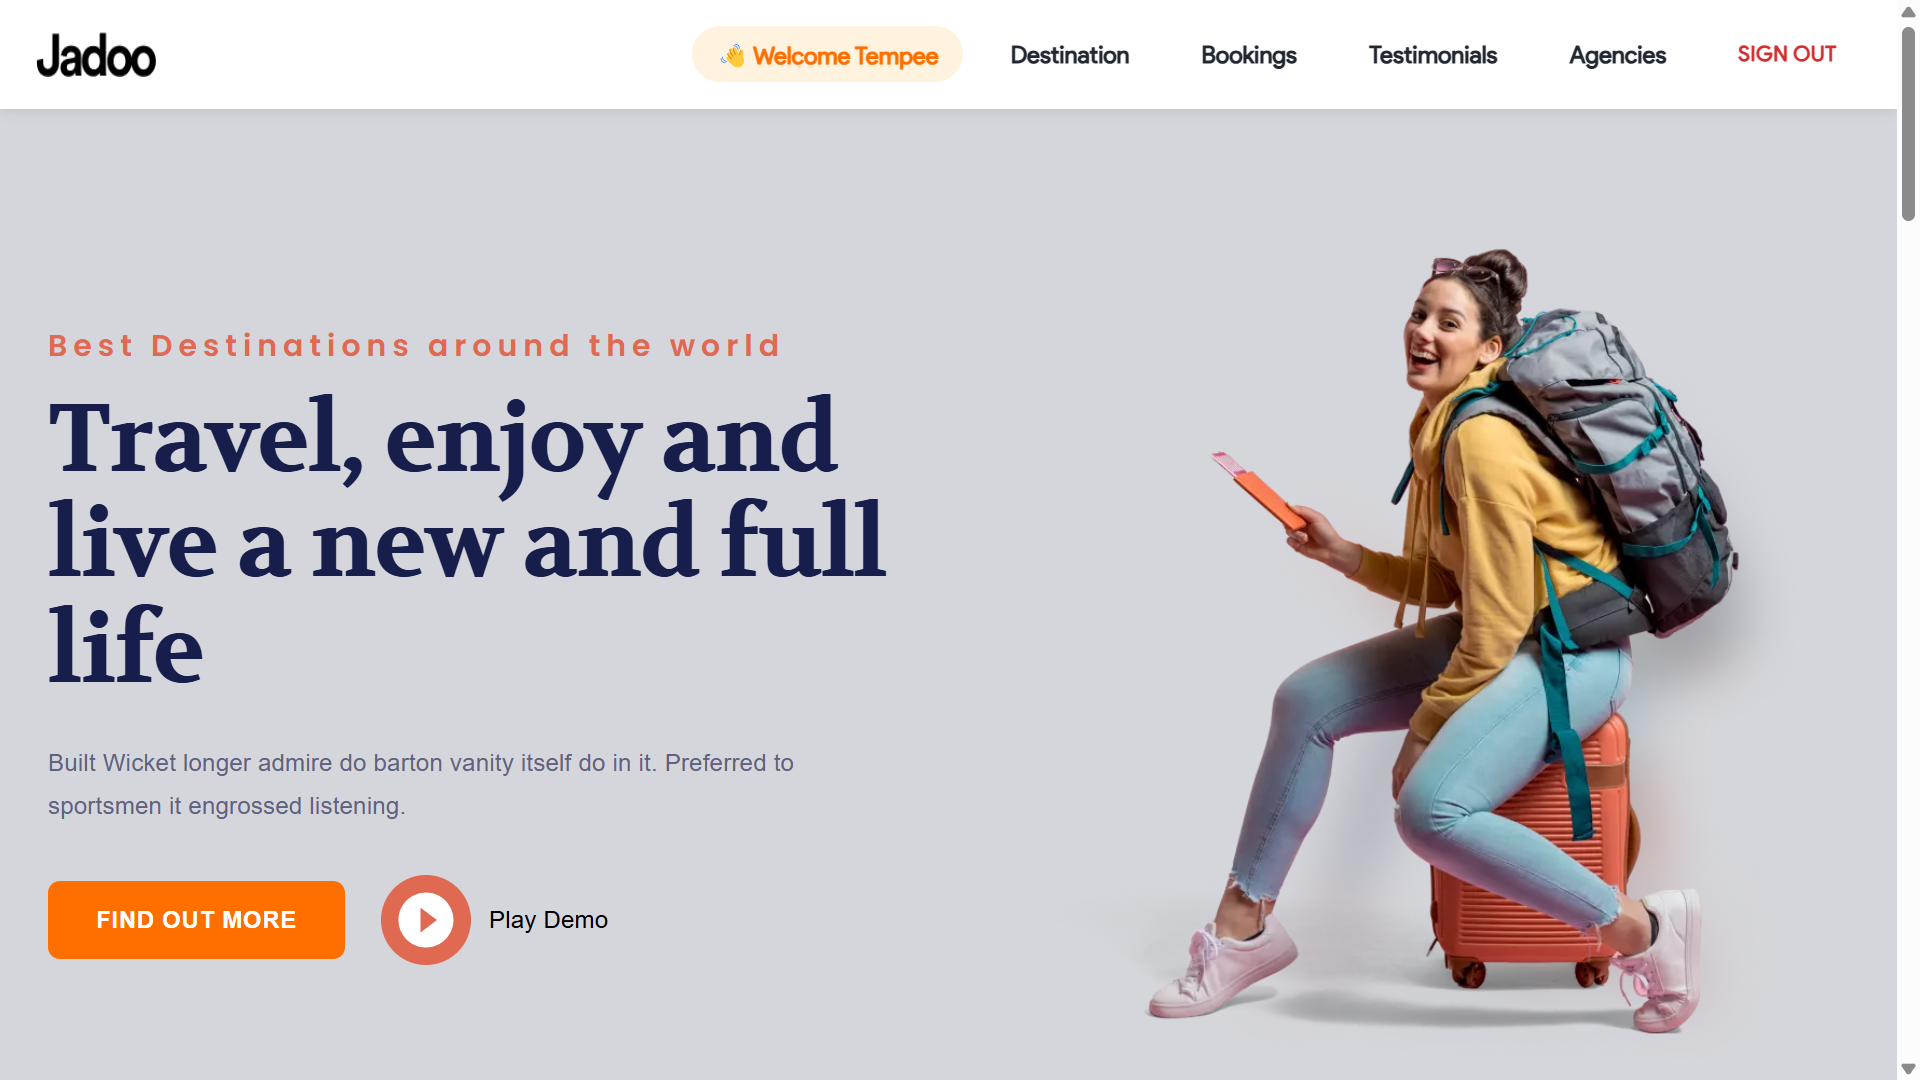 Jadoo
👋 Welcome Tempee
Destination
Bookings
Testimonials
Agencies
SIGN OUT
Best Destinations around the world
Travel, enjoy and
live a new and full
life
Built Wicket longer admire do barton vanity itself do in it. Preferred to
sportsmen it engrossed listening.
FIND OUT MORE
Play Demo